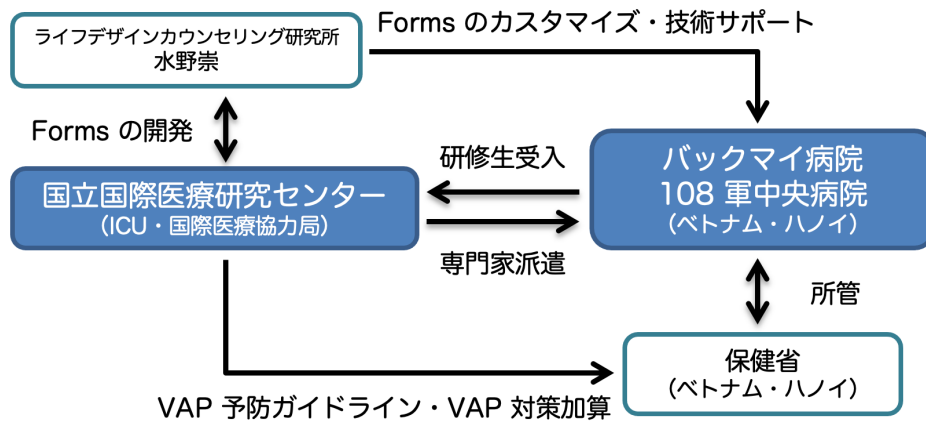 ライフデザインカウンセリング研究所
水野崇
Forms のカスタマイズ・技術サポート
Forms の開発
国立国際医療研究センター
(ICU・国際医療協力局)
研修生受入
専門家派遣
バックマイ病院
108 軍中央病院
(ベトナム・ハノイ)
所管
保健省
(ベトナム・ハノイ)
VAP 予防ガイドライン・VAP 対策加算